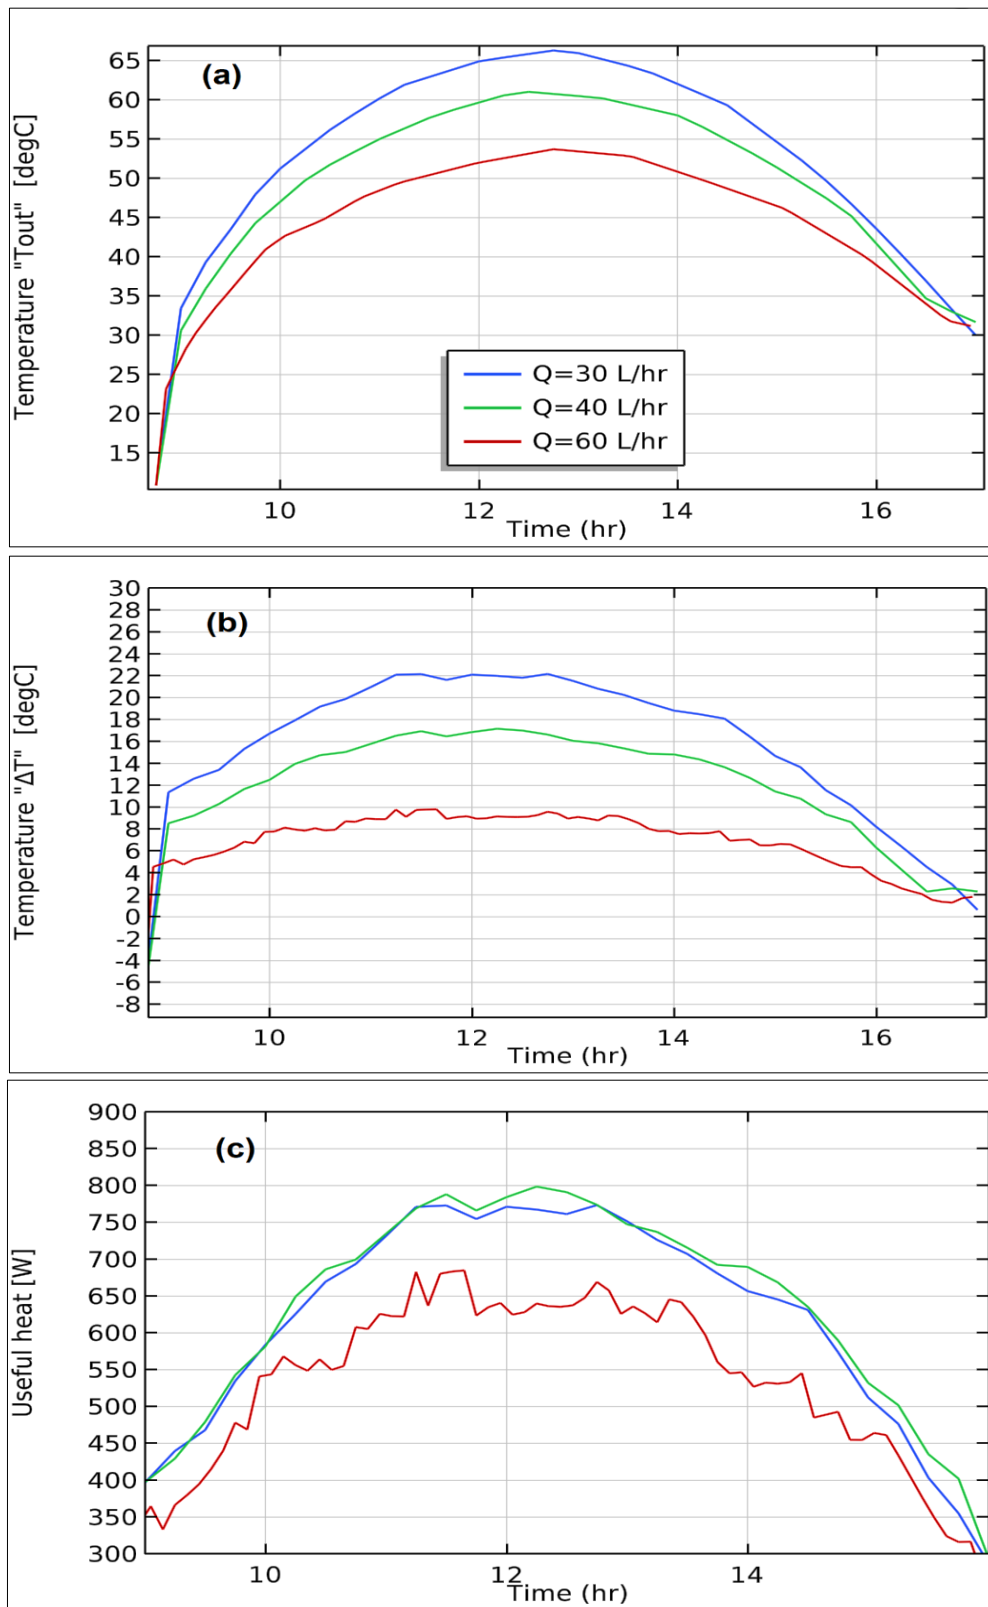 (a)
Temperature "Tout" [degC]
65
60
55
50
45
40
35
30
25
20
15
Q=30 L/hr
Q=40 L/hr
Q=60 L/hr
10 12 14 16
Time (hr)
(b)
Temperature "ΔT" [degC]
30
28
26
24
22
20
18
16
14
12
10
8
6
4
2
0
-2
-4
-6
-8
10 12 14 16
Time (hr)
(c)
Useful heat [W]
900
850
800
750
700
650
600
550
500
450
400
350
300
10 12 14
Time (hr)